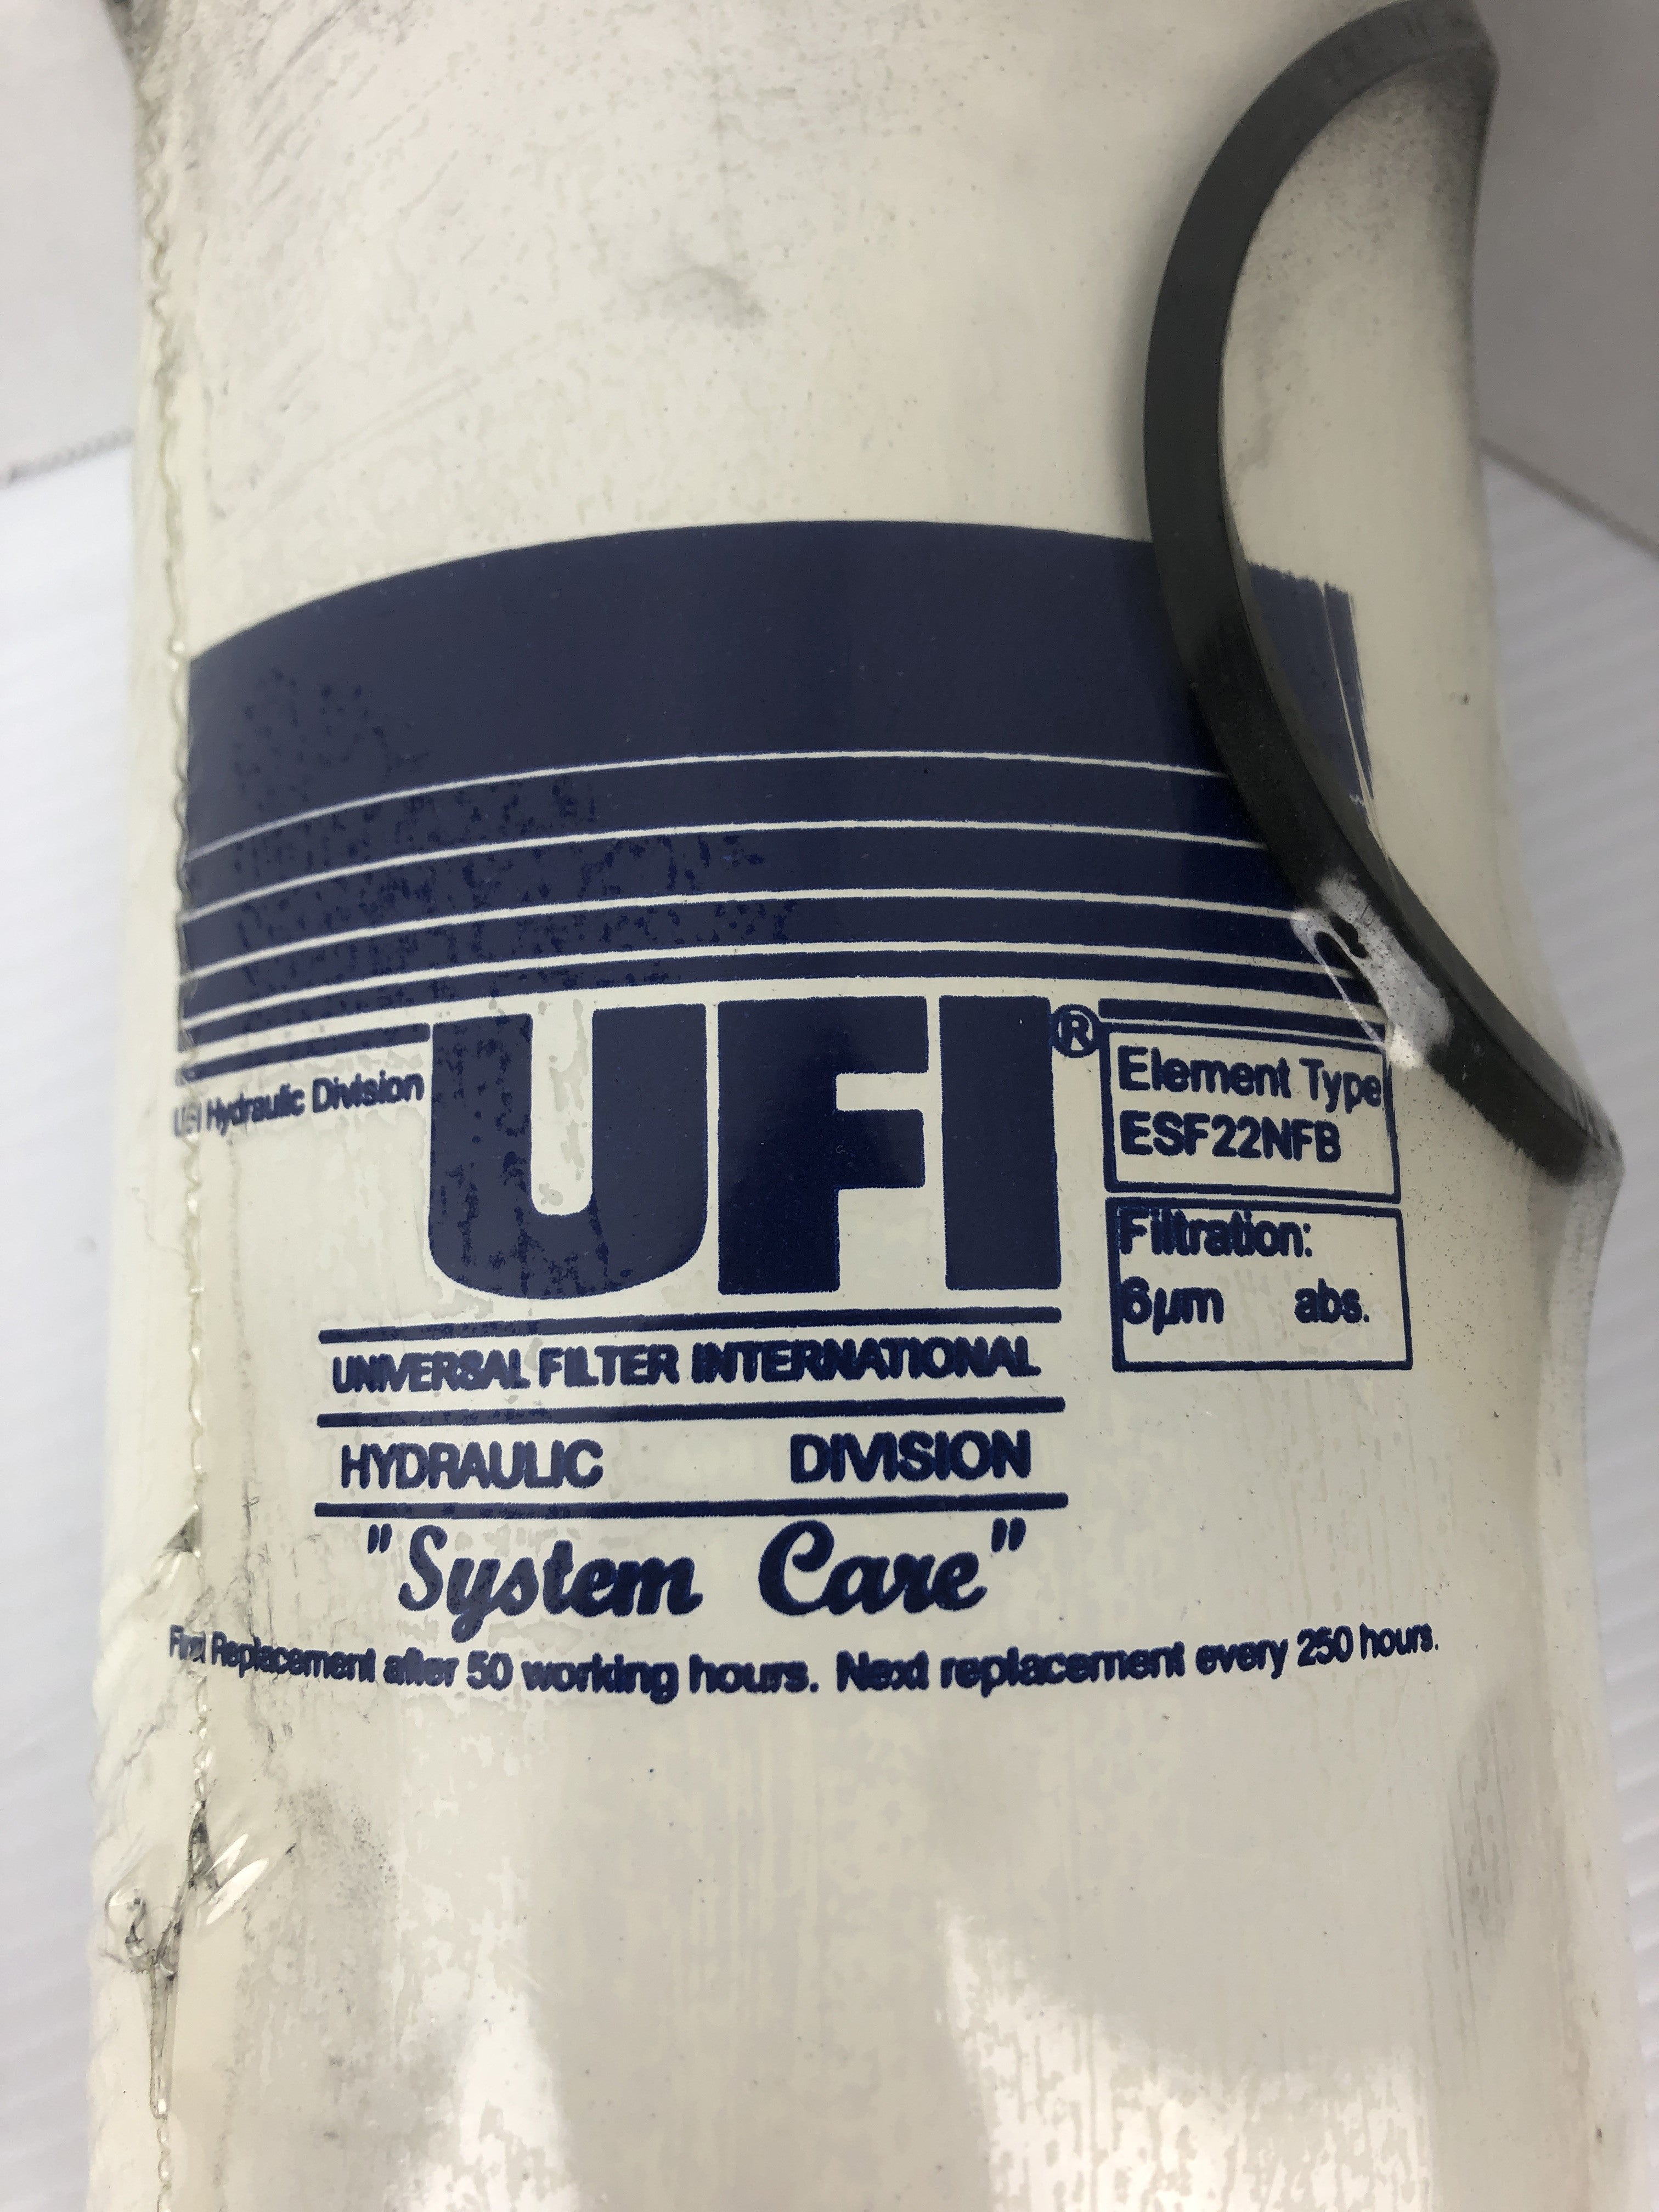 UFI Hydraulic Division
UFI®
Element Type
ESF22NFB
Filtration:
6µm abs.
UNIVERSAL FILTER INTERNATIONAL
HYDRAULIC DIVISION
"System Care"
First Replacement after 50 working hours. Next replacement every 250 hours.